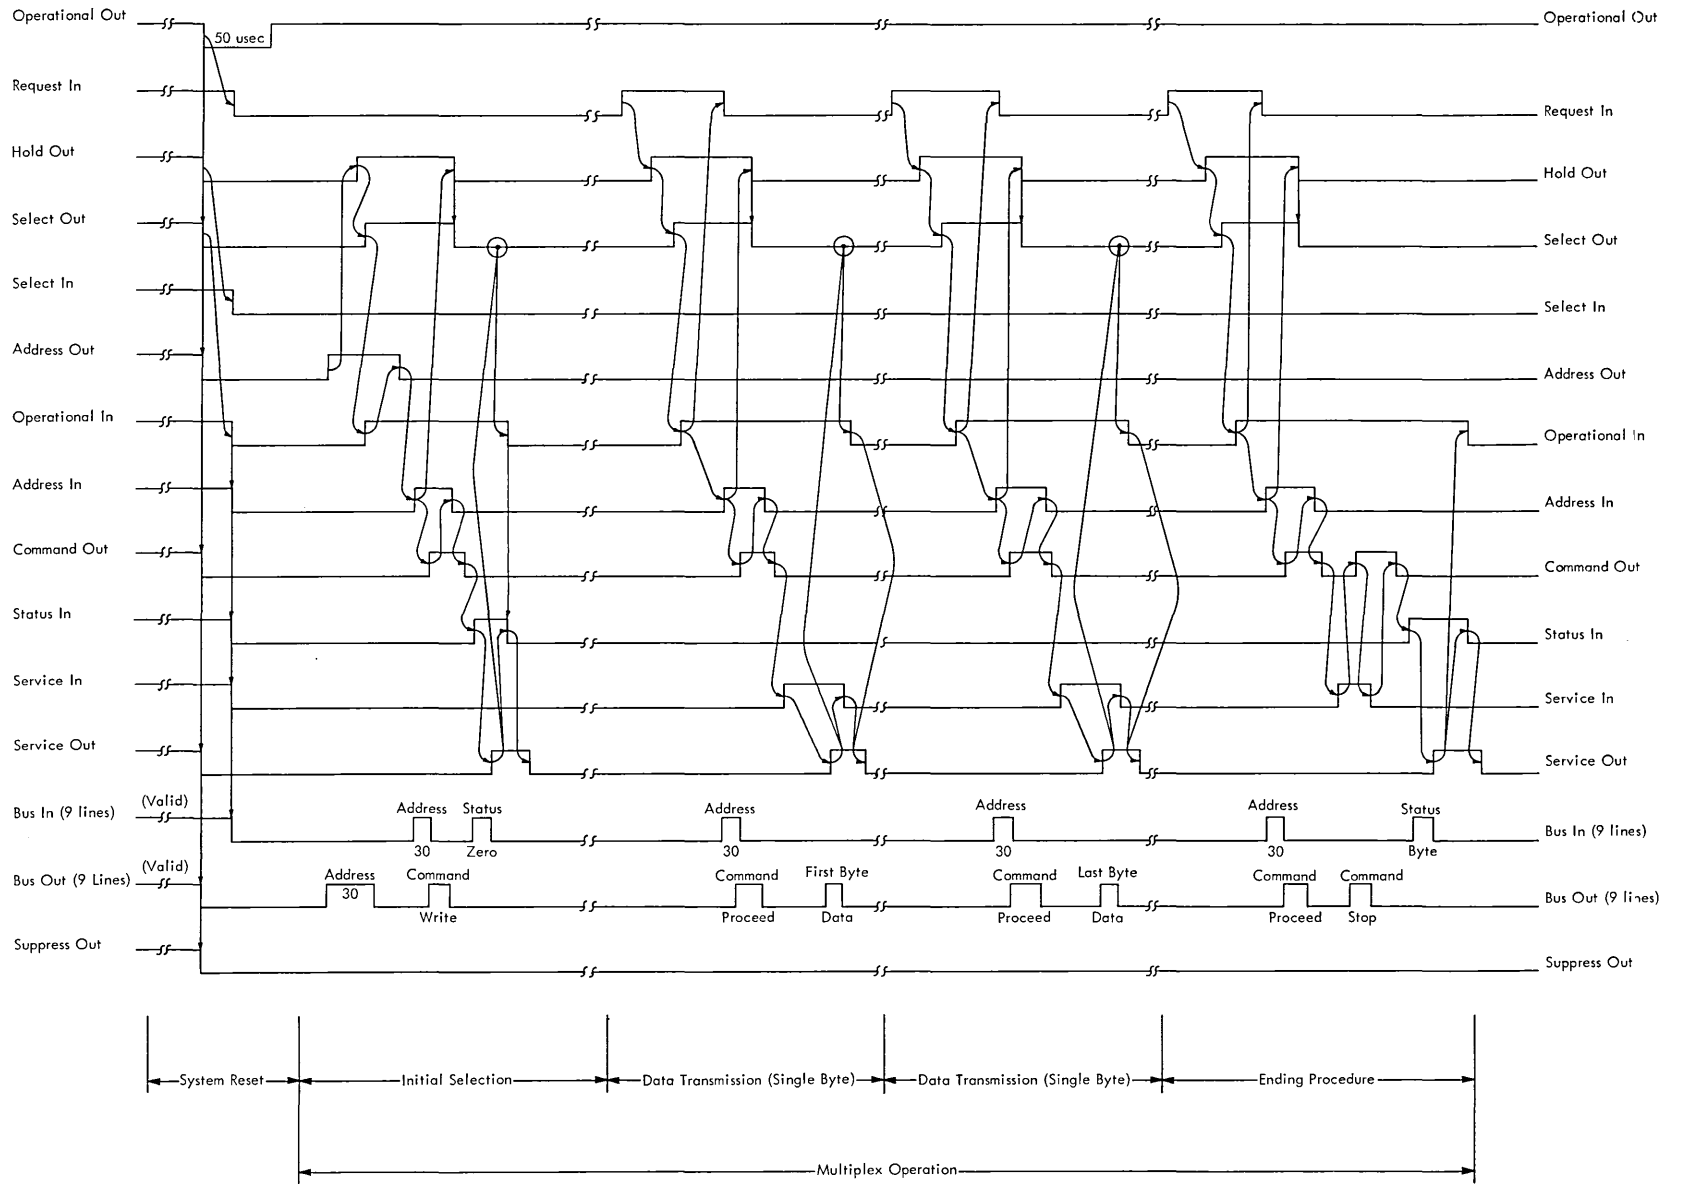 Operational Out
Operational Out
50 usec
Request In
Request In
Hold Out
Hold Out
Select Out
Select Out
Select In
Select In
Address Out
Address Out
Operational In
Operational In
Address In
Address In
Command Out
Command Out
Status In
Status In
Service In
Service In
Service Out
Service Out
(Valid)
Bus In (9 lines)
Address Status Address Address Address Status
30 Zero 30 30 30 Byte
Bus In (9 lines)
(Valid)
Bus Out (9 Lines)
Address Command Command First Byte Command Last Byte Command Command
30
Write Proceed Data Proceed Data Proceed Stop
Bus Out (9 lines)
Suppress Out
Suppress Out
System Reset Initial Selection Data Transmission (Single Byte) Data Transmission (Single Byte) Ending Procedure
Multiplex Operation